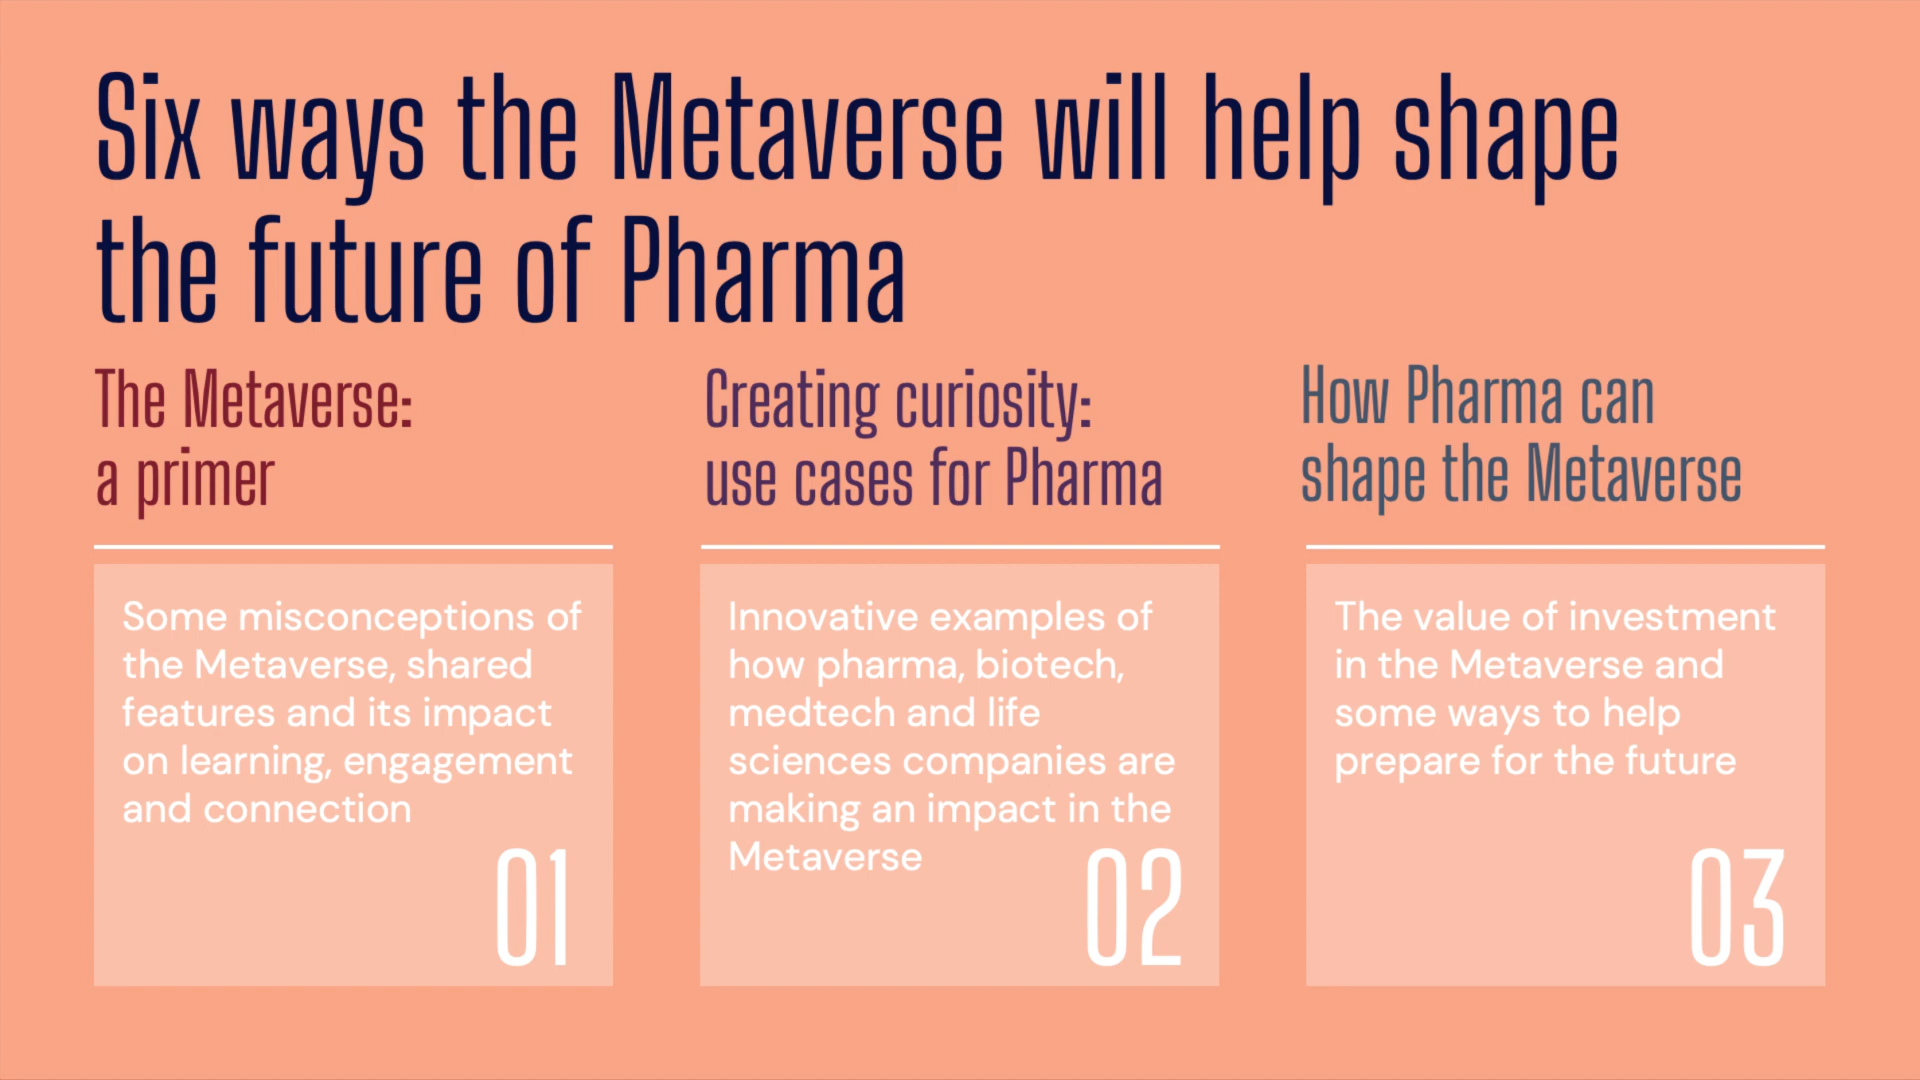 Six ways the Metaverse will help shape
the future of Pharma
The Metaverse:
a primer
Some misconceptions of
the Metaverse, shared
features and its impact
on learning, engagement
and connection
01
Creating curiosity:
use cases for Pharma
Innovative examples of
how pharma, biotech,
medtech and life
sciences companies are
making an impact in the
Metaverse
02
How Pharma can
shape the Metaverse
The value of investment
in the Metaverse and
some ways to help
prepare for the future
03